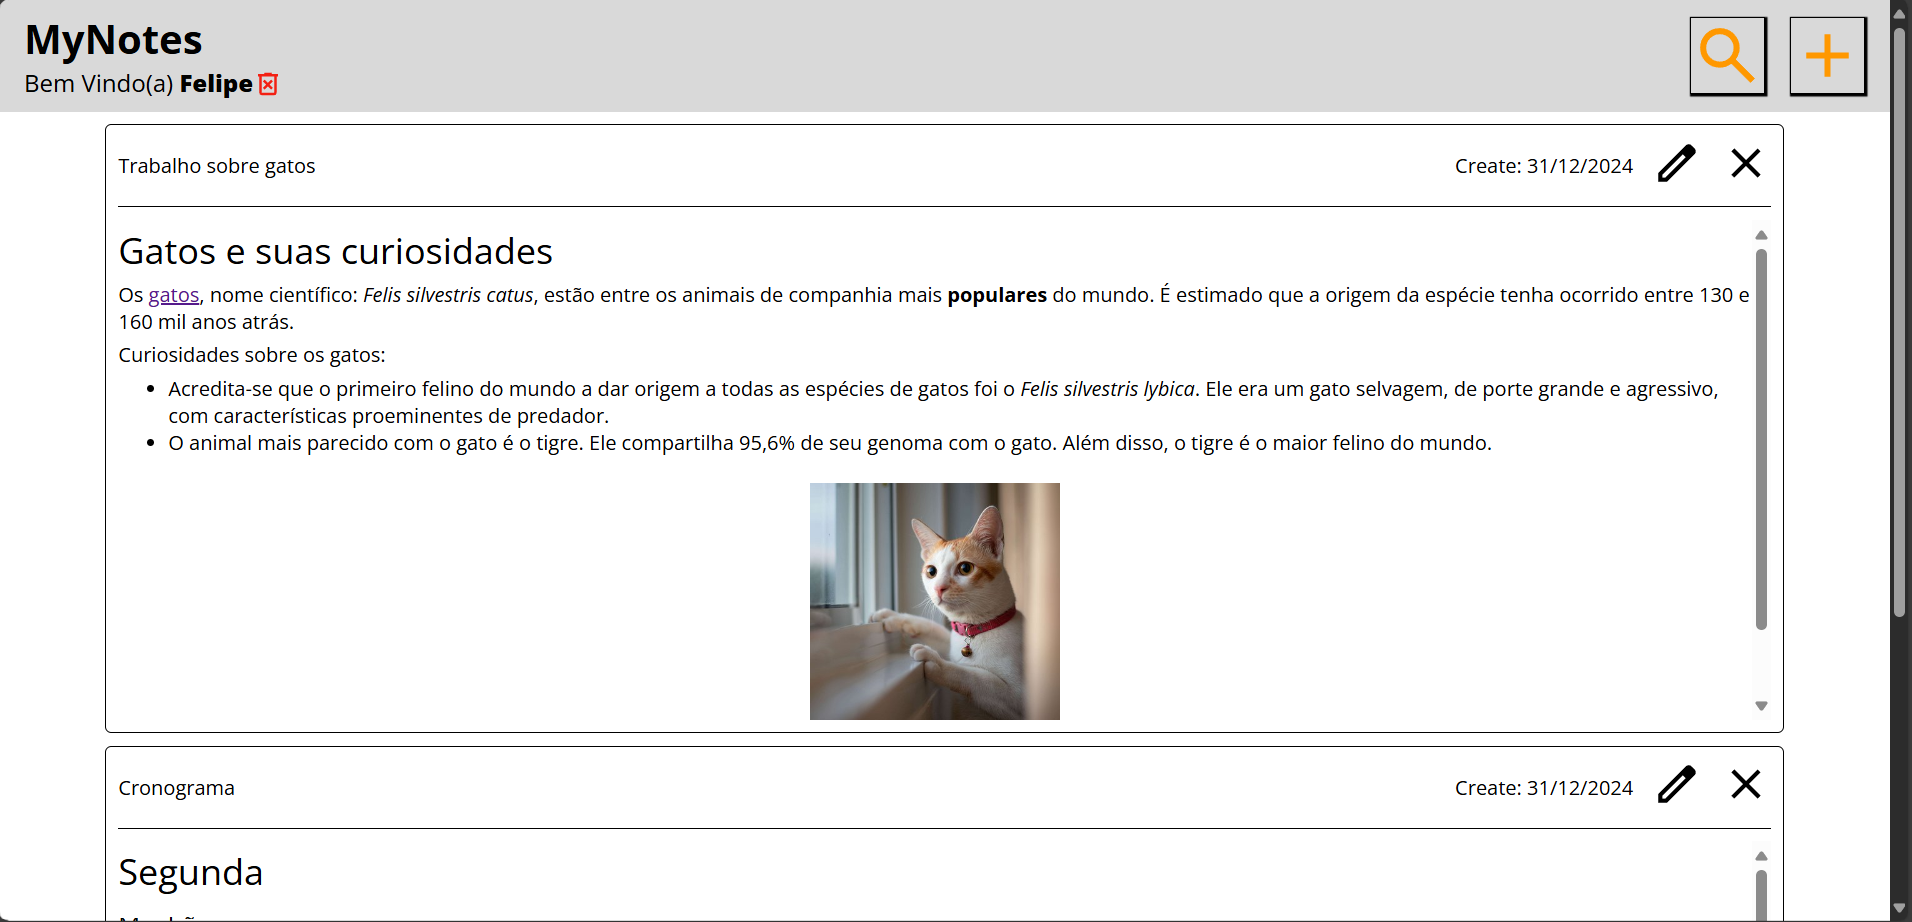 MyNotes
Bem Vindo(a) Felipe
Trabalho sobre gatos
Create: 31/12/2024
Gatos e suas curiosidades
Os gatos, nome científico: Felis silvestris catus, estão entre os animais de companhia mais populares do mundo. É estimado que a origem da espécie tenha ocorrido entre 130 e
160 mil anos atrás.
Curiosidades sobre os gatos:
Acredita-se que o primeiro felino do mundo a dar origem a todas as espécies de gatos foi o Felis silvestris lybica. Ele era um gato selvagem, de porte grande e agressivo,
com características proeminentes de predador.
O animal mais parecido com o gato é o tigre. Ele compartilha 95,6% de seu genoma com o gato. Além disso, o tigre é o maior felino do mundo.
Cronograma
Create: 31/12/2024
Segunda